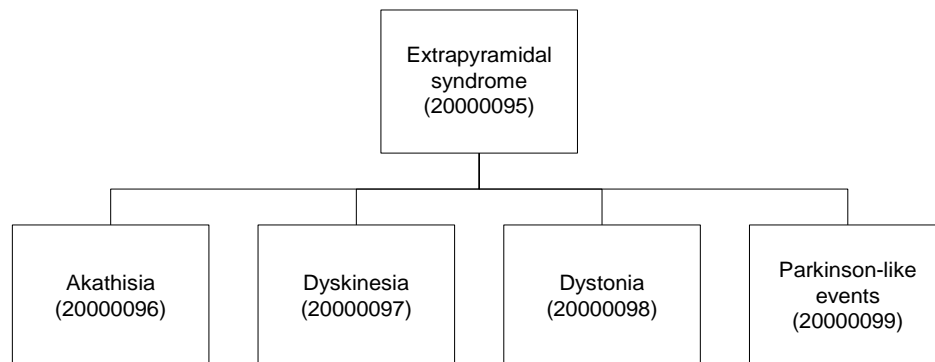 Extrapyramidal
syndrome
(20000095)
Akathisia
(20000096)
Dyskinesia
(20000097)
Dystonia
(20000098)
Parkinson-like
events
(20000099)